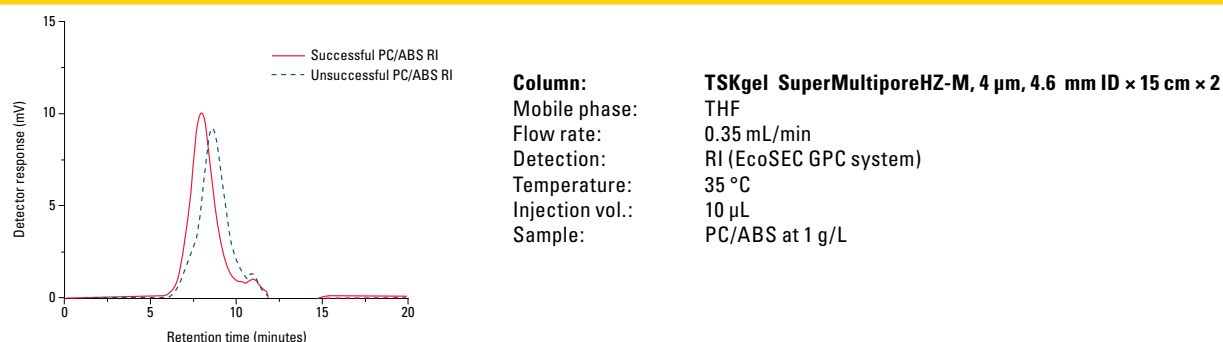 15
10
5
0
Detector response (mV)
Successful PC/ABS RI
Unsuccessful PC/ABS RI
0 5 10 15 20
Retention time (minutes)
Column: TSKgel SuperMultiporeHZ-M, 4 µm, 4.6 mm ID × 15 cm × 2
Mobile phase: THF
Flow rate: 0.35 mL/min
Detection: RI (EcoSEC GPC system)
Temperature: 35 °C
Injection vol.: 10 µL
Sample: PC/ABS at 1 g/L